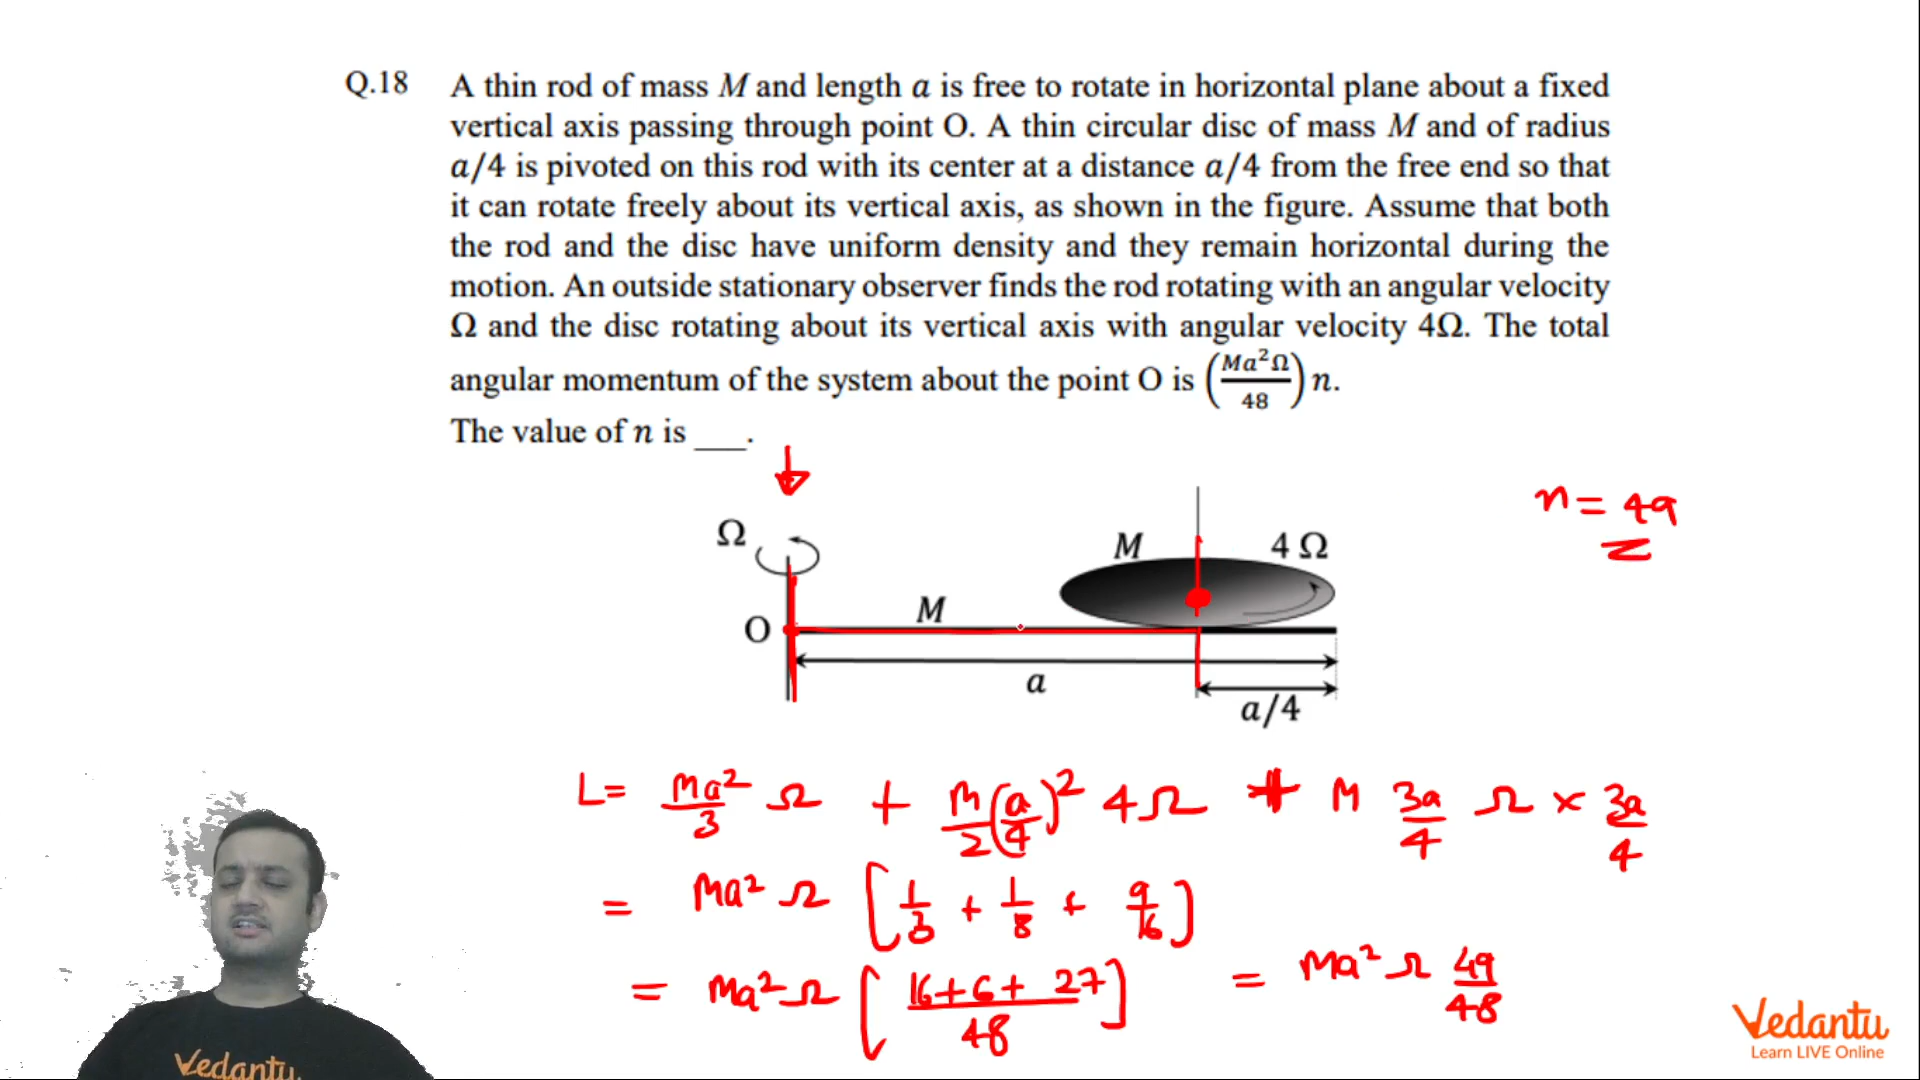 Q.18 A thin rod of mass M and length a is free to rotate in horizontal plane about a fixed
vertical axis passing through point O. A thin circular disc of mass M and of radius
a/4 is pivoted on this rod with its center at a distance a/4 from the free end so that
it can rotate freely about its vertical axis, as shown in the figure. Assume that both
the rod and the disc have uniform density and they remain horizontal during the
motion. An outside stationary observer finds the rod rotating with an angular velocity
Ω and the disc rotating about its vertical axis with angular velocity 4Ω. The total
angular momentum of the system about the point O is (Ma²Ω/48) n.
The value of n is ___.
n = 49
Ω
M
4 Ω
M
O
a
a/4
L = Ma²/3 Ω + M/2 (a/4)² 4Ω + M 3a/4 Ω × 3a/4
= Ma² Ω [1/3 + 1/8 + 9/16]
= Ma² Ω [16+6+27/48] = Ma² Ω 49/48
Vedantu
Vedantu
Learn LIVE Online